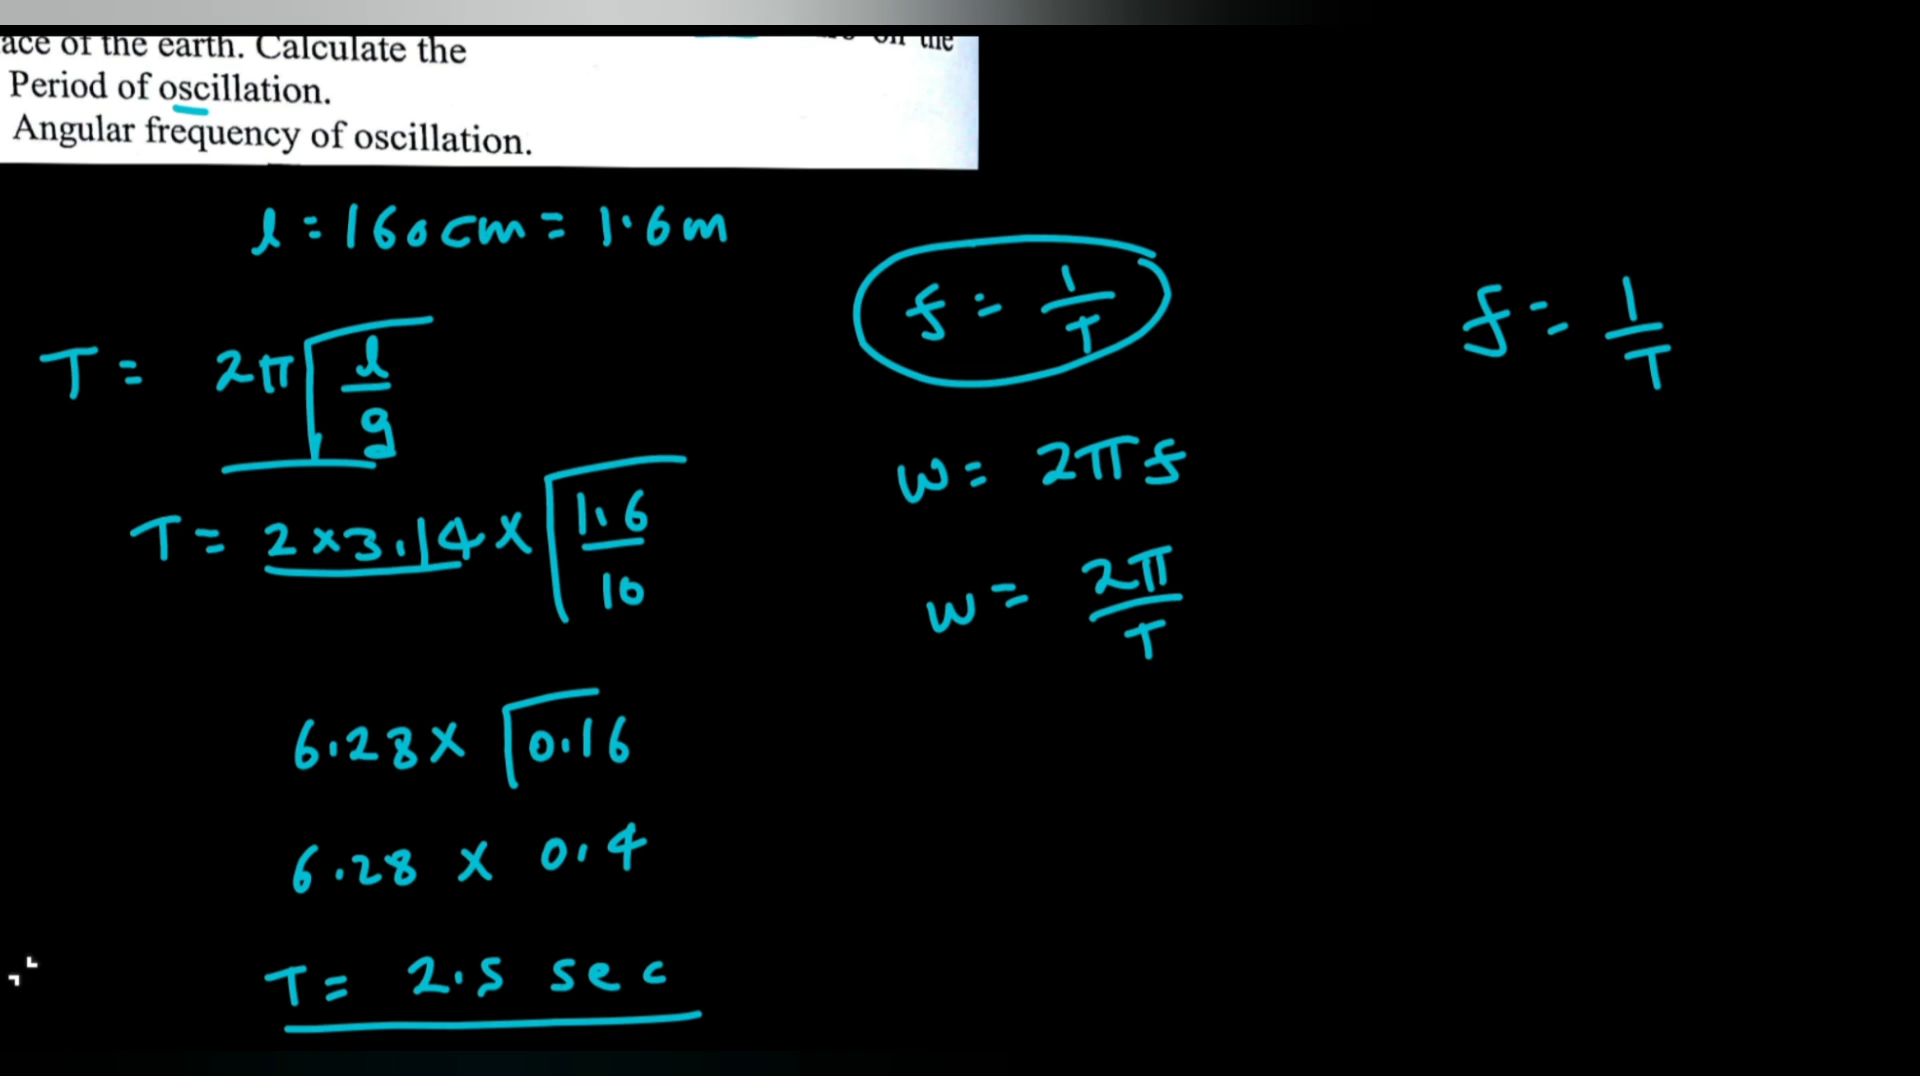 ace of the earth. Calculate the
on the
Period of oscillation.
Angular frequency of oscillation.
l = 160 cm = 1.6 m
T = 2π√(l/g)
T = 2 × 3.14 × √(1.6/10)
6.28 × √0.16
6.28 × 0.4
T = 2.5 sec
f = 1/T
w = 2πf
w = 2π/T
f = 1/T